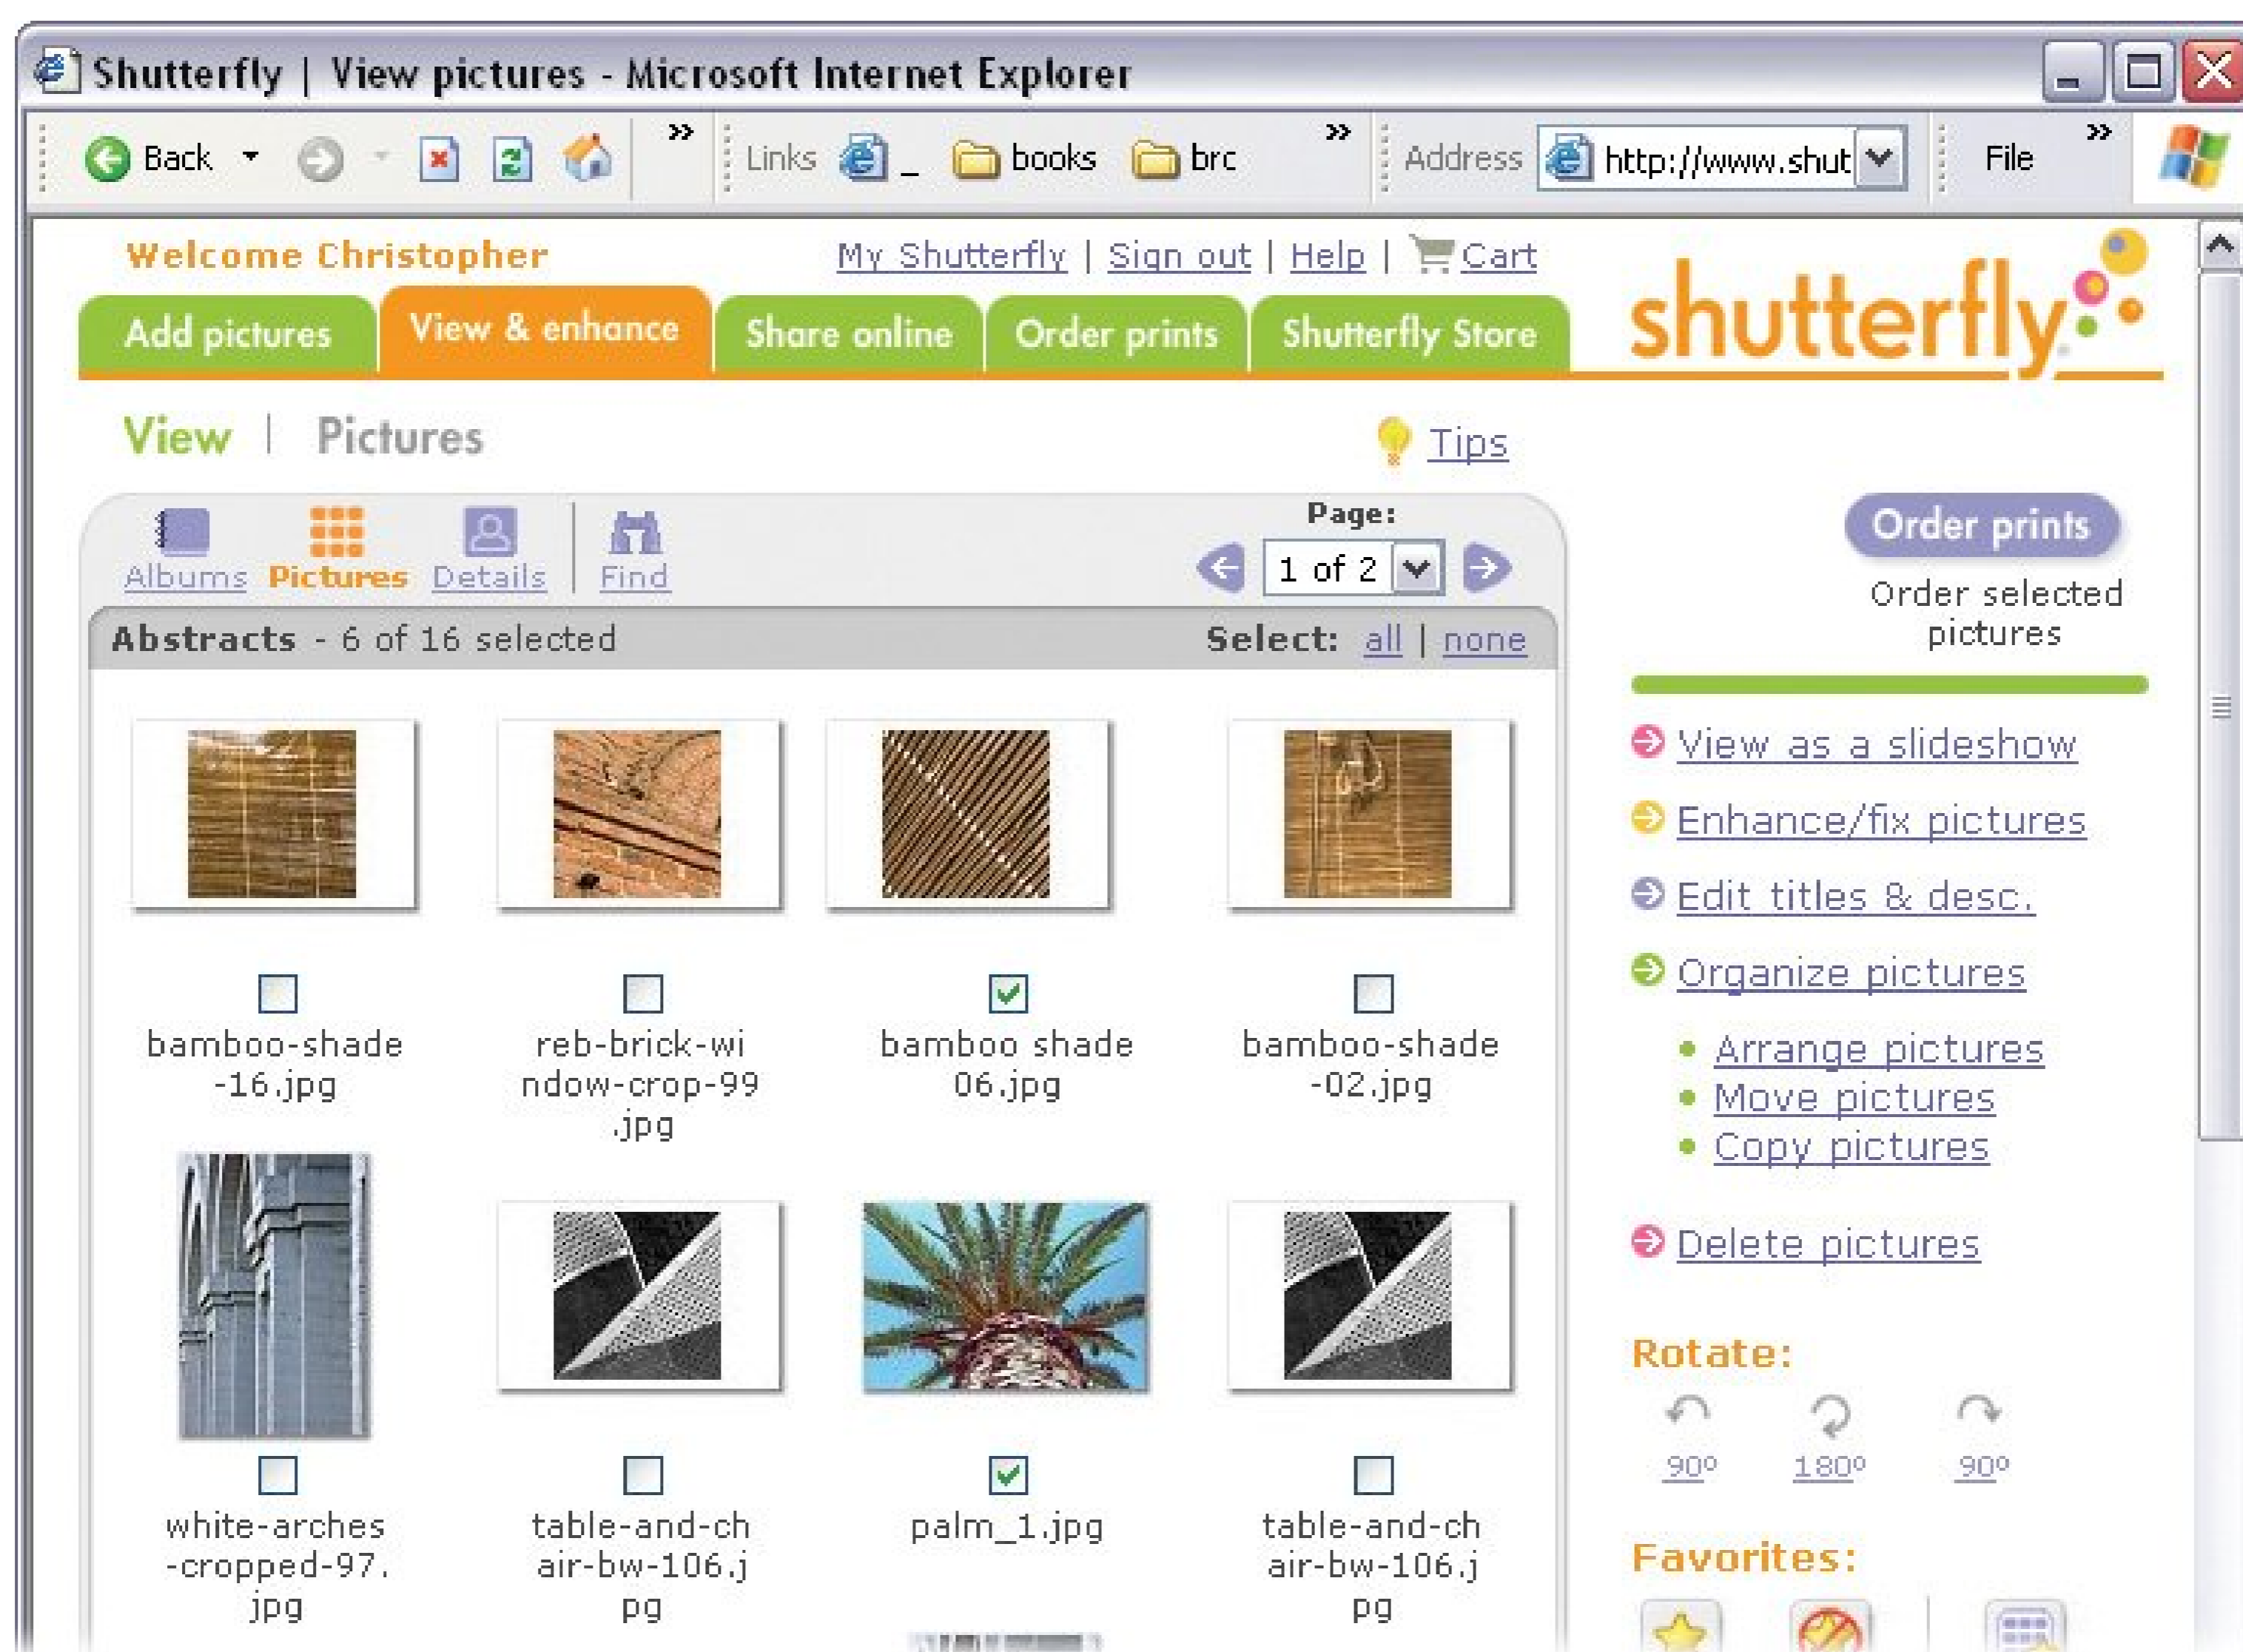 Shutterfly | View pictures - Microsoft Internet Explorer
Back » Links _ books brc » Address http://www.shut File »
Welcome Christopher My Shutterfly | Sign out | Help | Cart
shutterfly
Add pictures View & enhance Share online Order prints Shutterfly Store
View | Pictures Tips
Page:
Albums Pictures Details Find 1 of 2
Order prints
Order selected
pictures
Abstracts - 6 of 16 selected Select: all | none
bamboo-shade
-16.jpg
reb-brick-wi
ndow-crop-99
.jpg
bamboo shade
06.jpg
bamboo-shade
-02.jpg
white-arches
-cropped-97.
jpg
table-and-ch
air-bw-106.j
pg
palm_1.jpg
table-and-ch
air-bw-106.j
pg
View as a slideshow
Enhance/fix pictures
Edit titles & desc.
Organize pictures
• Arrange pictures
• Move pictures
• Copy pictures
Delete pictures
Rotate:
90º 180º 90º
Favorites: